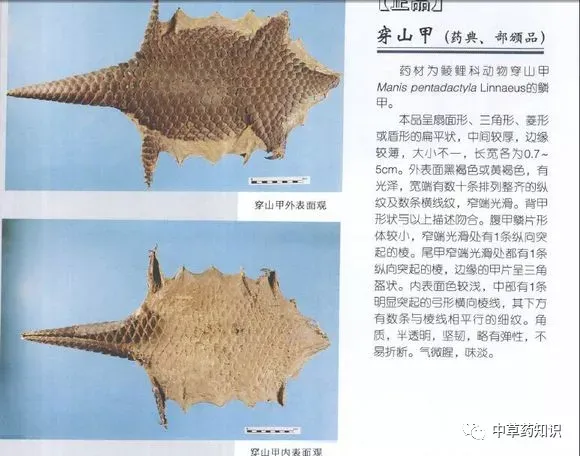 【正品】
穿山甲（药典、部颁品）
药材为鲮鲤科动物穿山甲
Manis pentadactyla Linnaeus的鳞
甲。
本品呈扇面形、三角形、菱形
或盾形的扁平状，中间较厚，边缘
较薄，大小不一，长宽各为0.7~
5cm。外表面黑褐色或黄褐色，有
光泽，宽端有数十条排列整齐的纵
纹及数条横线纹，窄端光滑。背甲
形状与以上描述吻合。腹甲鳞片形
体较小，窄端光滑处有1条纵向突
起的棱。尾甲窄端光滑处都有1条
纵向突起的棱，边缘的甲片呈三角
盔状。内表面色较浅，中部有1条
明显突起的弓形横向棱线，其下方
有数条与棱线相平行的细纹。角
质，半透明，坚韧，略有弹性，不
易折断。气微腥，味淡。
穿山甲外表面观
穿山甲内表面观
中草药知识